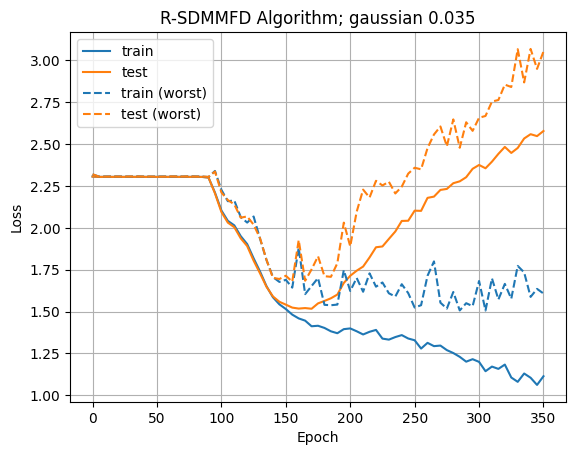 R-SDMMFD Algorithm; gaussian 0.035
train
test
train (worst)
test (worst)
3.00
2.75
2.50
2.25
2.00
1.75
1.50
1.25
1.00
Loss
0 50 100 150 200 250 300 350
Epoch